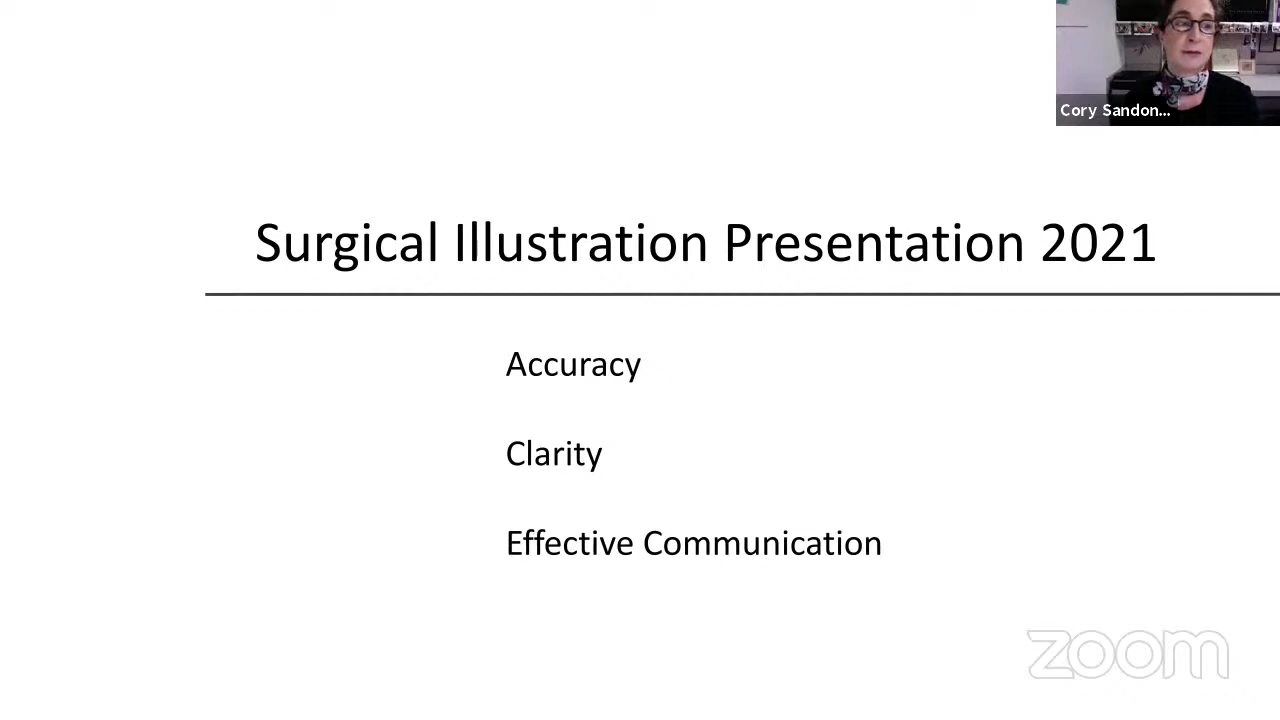 Cory Sandon...
Surgical Illustration Presentation 2021
Accuracy
Clarity
Effective Communication
zoom